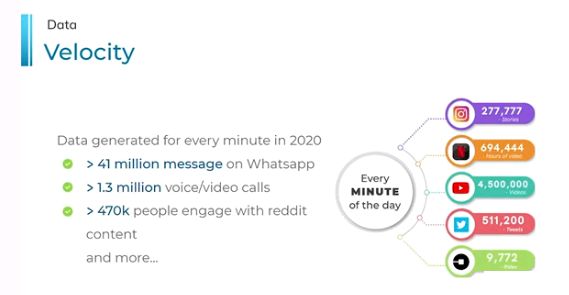 Data
Velocity
Data generated for every minute in 2020
> 41 million message on Whatsapp
> 1.3 million voice/video calls
> 470k people engage with reddit
content
and more...
Every
MINUTE
of the day
277,777
Stories
694,444
Hours of video
4,500,000
Videos
511,200
Tweets
9,772
Rides